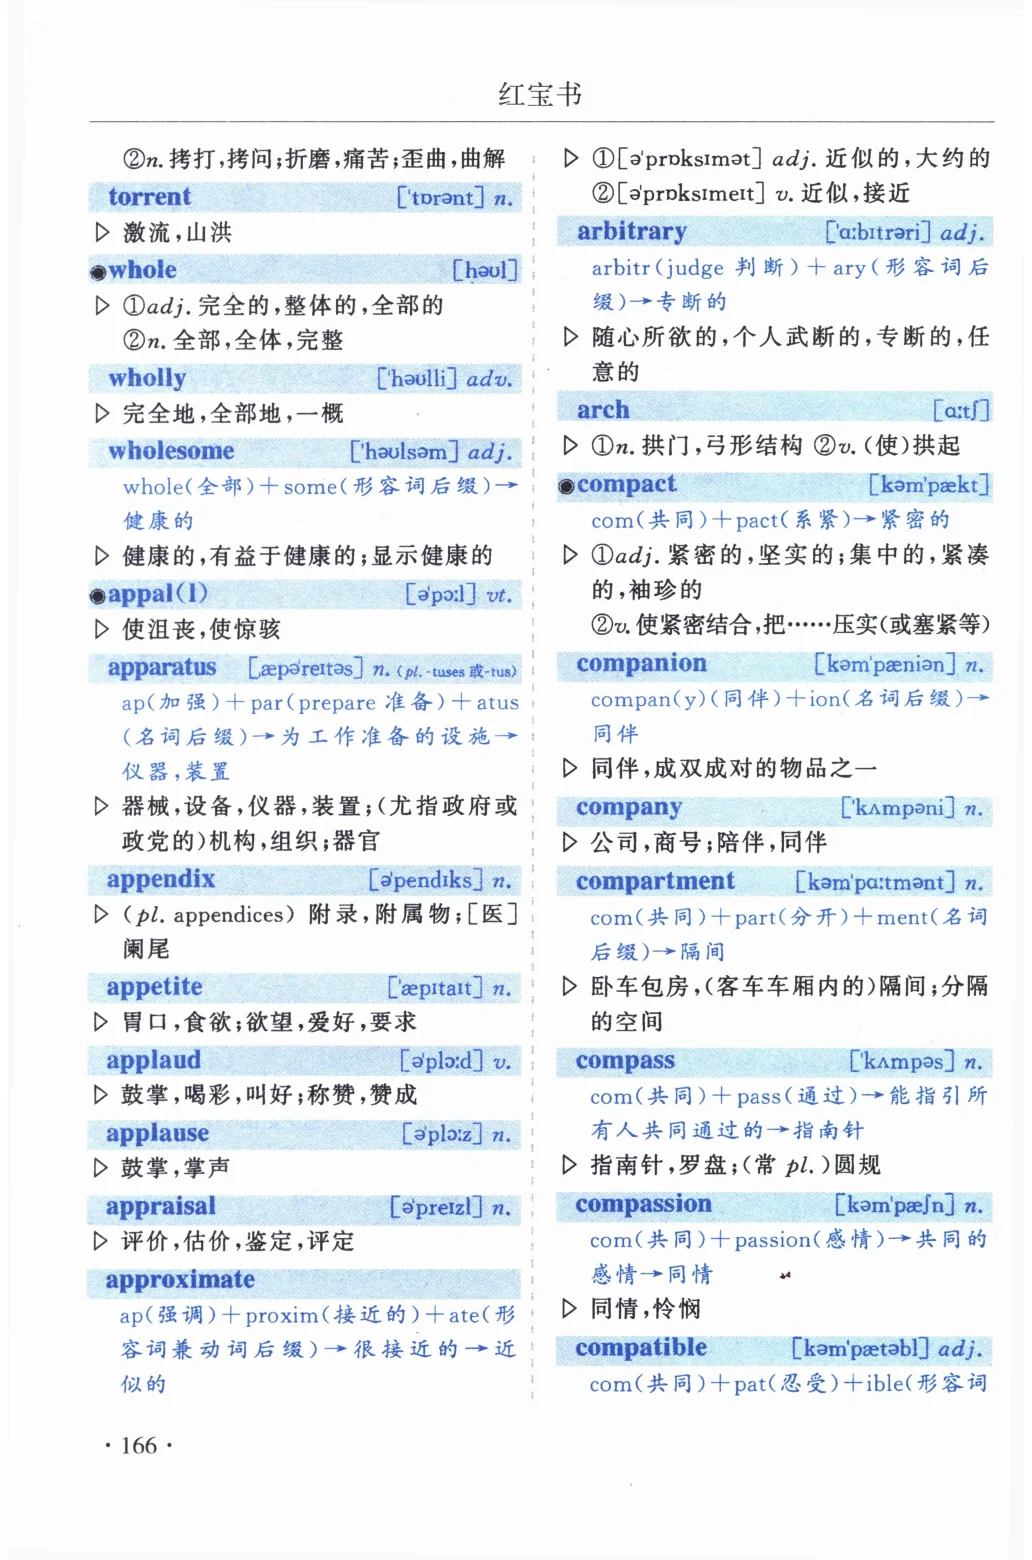 红宝书
②n. 拷打,拷问;折磨,痛苦;歪曲,曲解
torrent ['tɒrənt] n.
▷ 激流,山洪
●whole [həʊl]
▷ ①adj. 完全的,整体的,全部的
②n. 全部,全体,完整
wholly ['həʊlli] adv.
▷ 完全地,全部地,一概
wholesome ['həʊlsəm] adj.
whole(全部)+some(形容词后缀)→
健康的
▷ 健康的,有益于健康的;显示健康的
●appal(l) [ə'pɔːl] vt.
▷ 使沮丧,使惊骇
apparatus [ˌæpə'reɪtəs] n. (pl. -tuses 或-tus)
ap(加强)+par(prepare 准备)+atus
(名词后缀)→为工作准备的设施→
仪器,装置
▷ 器械,设备,仪器,装置;(尤指政府或
政党的)机构,组织;器官
appendix [ə'pendɪks] n.
▷ (pl. appendices) 附录,附属物;[医]
阑尾
appetite ['æpɪtaɪt] n.
▷ 胃口,食欲;欲望,爱好,要求
applaud [ə'plɔːd] v.
▷ 鼓掌,喝彩,叫好;称赞,赞成
applause [ə'plɔːz] n.
▷ 鼓掌,掌声
appraisal [ə'preɪzl] n.
▷ 评价,估价,鉴定,评定
approximate
ap(强调)+proxim(接近的)+ate(形
容词兼动词后缀)→很接近的→近
似的
▷ ①[ə'prɒksɪmət] adj. 近似的,大约的
②[ə'prɒksɪmeɪt] v. 近似,接近
arbitrary ['ɑːbɪtrəri] adj.
arbitr(judge 判断)+ary(形容词后
缀)→专断的
▷ 随心所欲的,个人武断的,专断的,任
意的
arch [ɑːtʃ]
▷ ①n. 拱门,弓形结构 ②v. (使)拱起
●compact [kəm'pækt]
com(共同)+pact(系紧)→紧密的
▷ ①adj. 紧密的,坚实的;集中的,紧凑
的,袖珍的
②v. 使紧密结合,把……压实(或塞紧等)
companion [kəm'pæniən] n.
compan(y)(同伴)+ion(名词后缀)→
同伴
▷ 同伴,成双成对的物品之一
company ['kʌmpəni] n.
▷ 公司,商号;陪伴,同伴
compartment [kəm'pɑːtmənt] n.
com(共同)+part(分开)+ment(名词
后缀)→隔间
▷ 卧车包房,(客车车厢内的)隔间;分隔
的空间
compass ['kʌmpəs] n.
com(共同)+pass(通过)→能指引所
有人共同通过的→指南针
▷ 指南针,罗盘;(常 pl.)圆规
compassion [kəm'pæʃn] n.
com(共同)+passion(感情)→共同的
感情→同情
▷ 同情,怜悯
compatible [kəm'pætəbl] adj.
com(共同)+pat(忍受)+ible(形容词
·166·